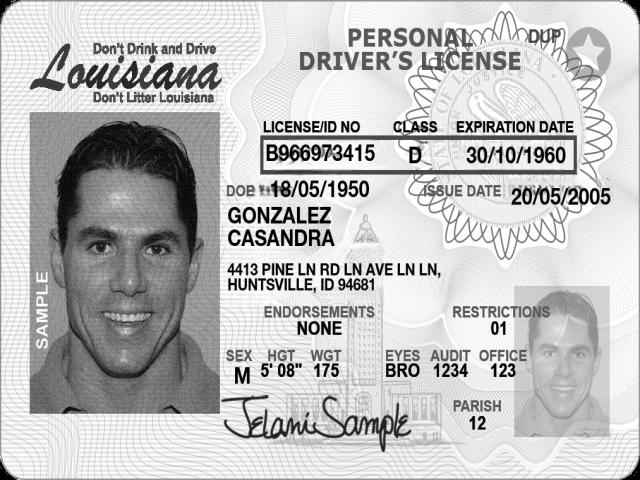 Don't Drink and Drive
Louisiana
Don't Litter Louisiana
PERSONAL DUP
DRIVER'S LICENSE
LICENSE/ID NO CLASS EXPIRATION DATE
B966973415 D 30/10/1960
DOB 18/05/1950 ISSUE DATE 20/05/2005
GONZALEZ
CASANDRA
4413 PINE LN RD LN AVE LN LN,
HUNTSVILLE, ID 94681
ENDORSEMENTS RESTRICTIONS
NONE 01
SEX HGT WGT EYES AUDIT OFFICE
M 5' 08" 175 BRO 1234 123
PARISH
12
Jelani Sample
SAMPLE